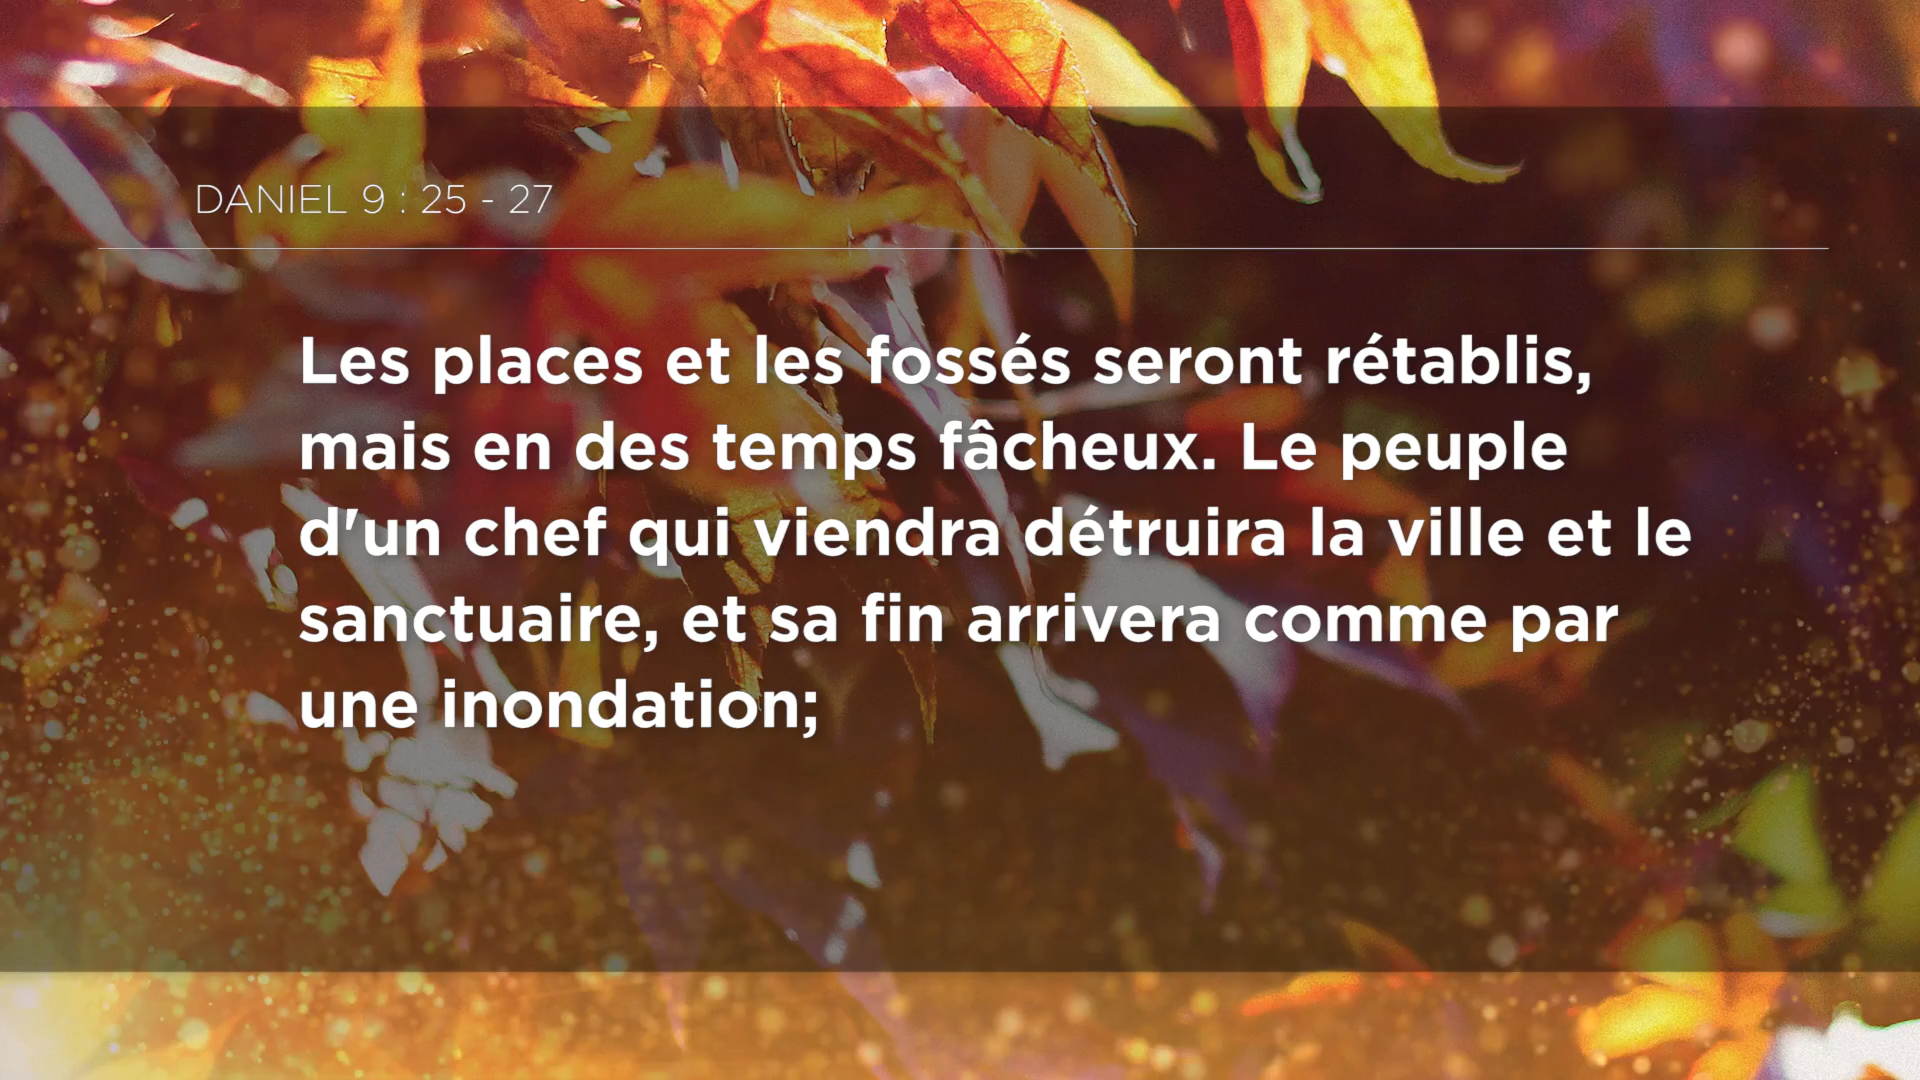 DANIEL 9 : 25 - 27
Les places et les fossés seront rétablis,
mais en des temps fâcheux. Le peuple
d'un chef qui viendra détruira la ville et le
sanctuaire, et sa fin arrivera comme par
une inondation;